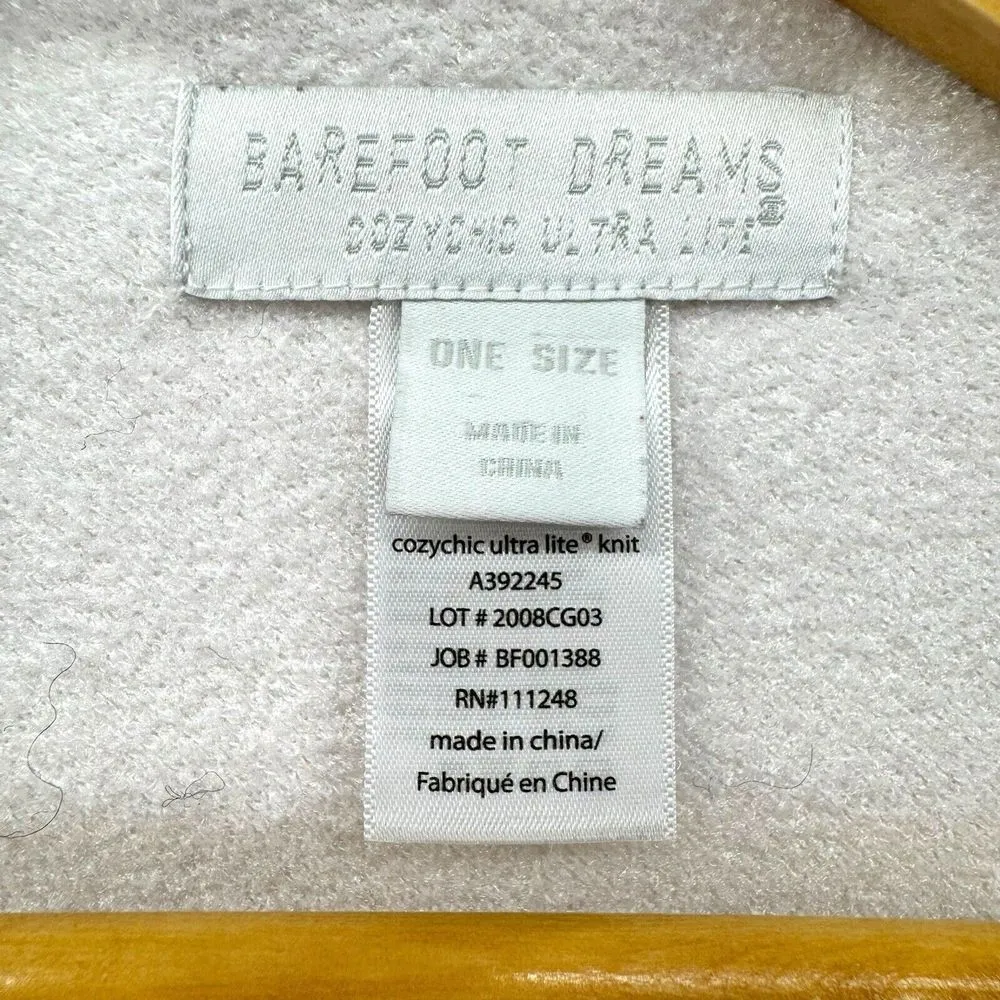 BAREFOOT DREAMS
COZYCHIC ULTRA LITE®
ONE SIZE
MADE IN
CHINA
cozychic ultra lite® knit
A392245
LOT # 2008CG03
JOB # BF001388
RN#111248
made in china/
Fabriqué en Chine